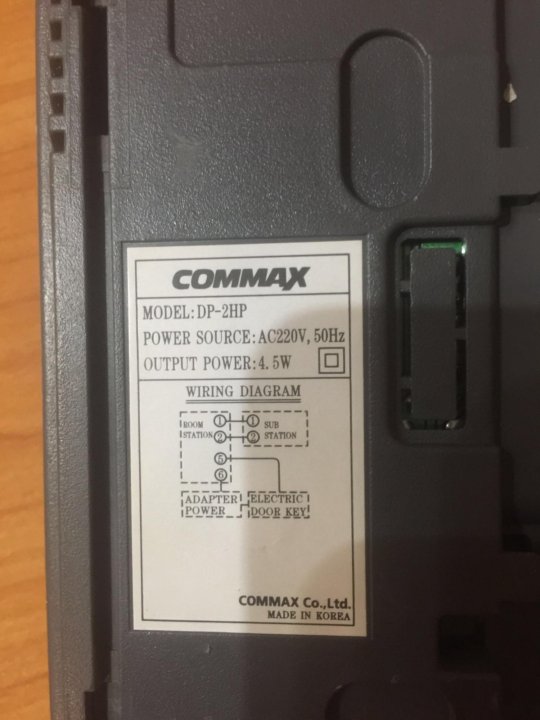 COMMAX
MODEL:DP-2HP
POWER SOURCE:AC220V, 50Hz
OUTPUT POWER:4.5W
WIRING DIAGRAM
ROOM ① ① SUB
STATION ② ② STATION
⑤
⑥
ADAPTER ELECTRIC
POWER DOOR KEY
COMMAX Co.,Ltd.
MADE IN KOREA